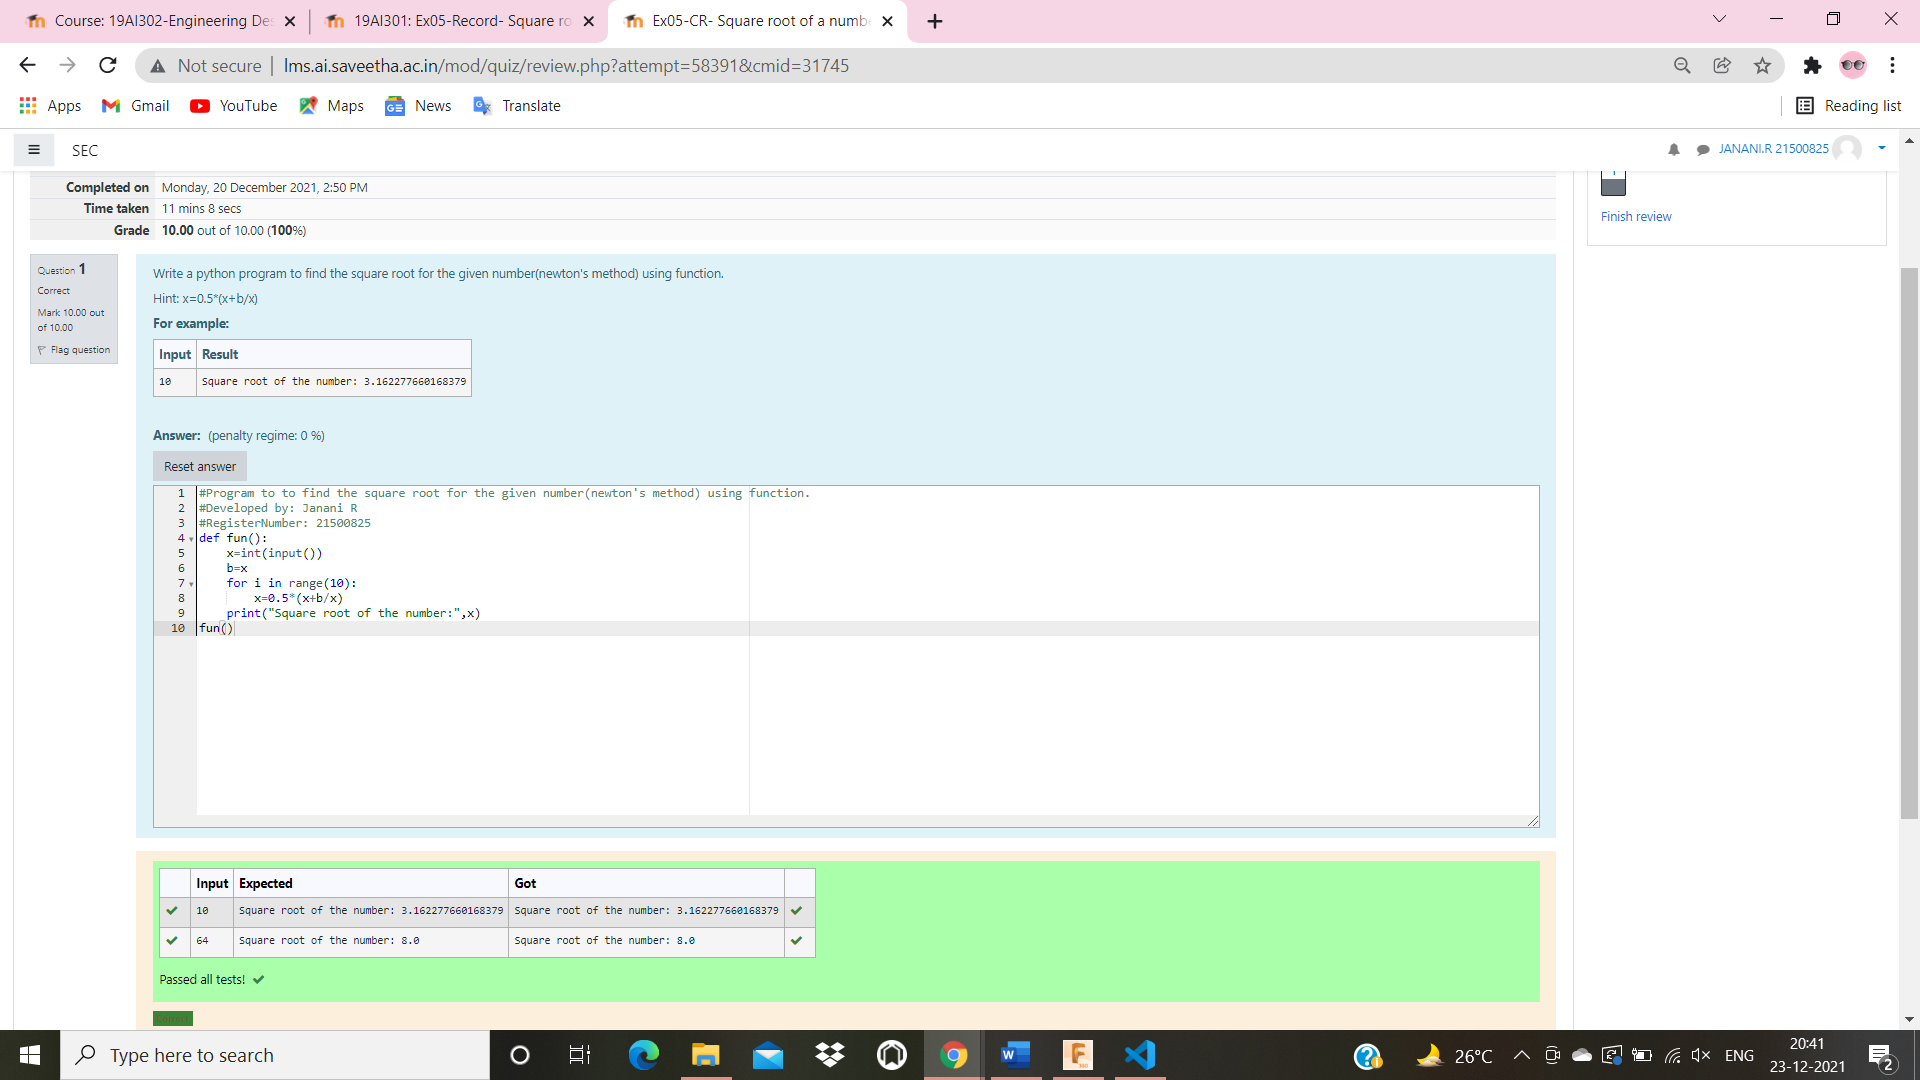 Course: 19AI302-Engineering De
19AI301: Ex05-Record- Square ro
Ex05-CR- Square root of a numb
Not secure
lms.ai.saveetha.ac.in/mod/quiz/review.php?attempt=58391&cmid=31745
Apps Gmail YouTube Maps News Translate
Reading list
SEC
JANANI.R 21500825
Completed on Monday, 20 December 2021, 2:50 PM
Time taken 11 mins 8 secs
Grade 10.00 out of 10.00 (100%)
Finish review
Question 1
Correct
Mark 10.00 out
of 10.00
Flag question
Write a python program to find the square root for the given number(newton's method) using function.
Hint: x=0.5*(x+b/x)
For example:
Input Result
10 Square root of the number: 3.162277660168379
Answer: (penalty regime: 0 %)
Reset answer
1 #Program to to find the square root for the given number(newton's method) using function.
2 #Developed by: Janani R
3 #RegisterNumber: 21500825
4 def fun():
5 x=int(input())
6 b=x
7 for i in range(10):
8 x=0.5*(x+b/x)
9 print("Square root of the number:",x)
10 fun()
Input Expected Got
10 Square root of the number: 3.162277660168379 Square root of the number: 3.162277660168379
64 Square root of the number: 8.0 Square root of the number: 8.0
Passed all tests!
Type here to search
26°C
ENG
20:41
23-12-2021
2